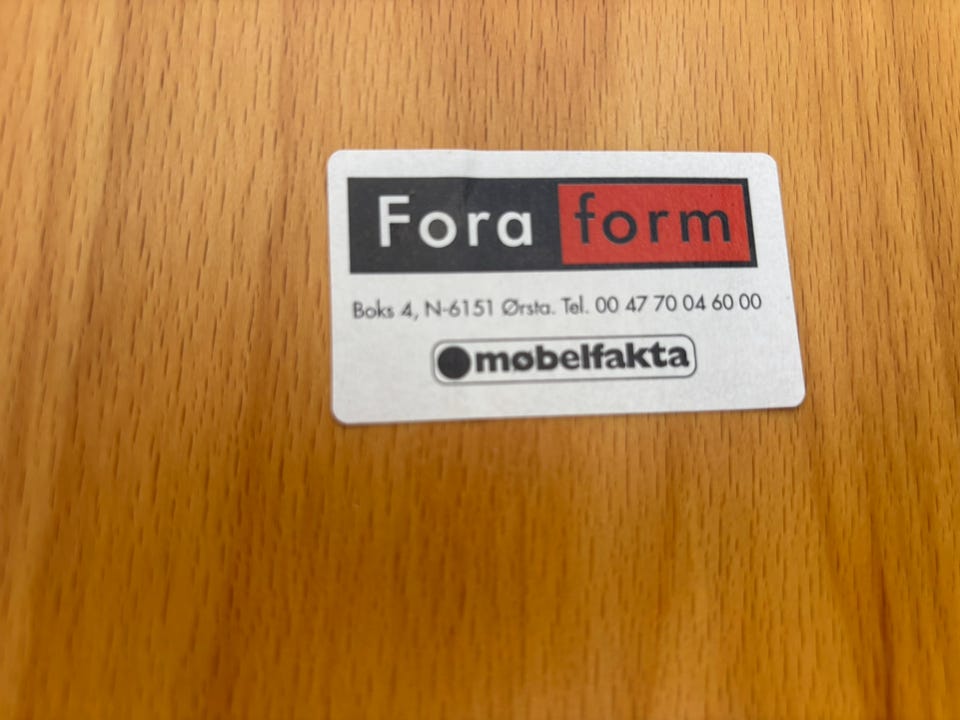 Fora form
Boks 4, N-6151 Ørsta. Tel. 00 47 70 04 60 00
møbelfakta